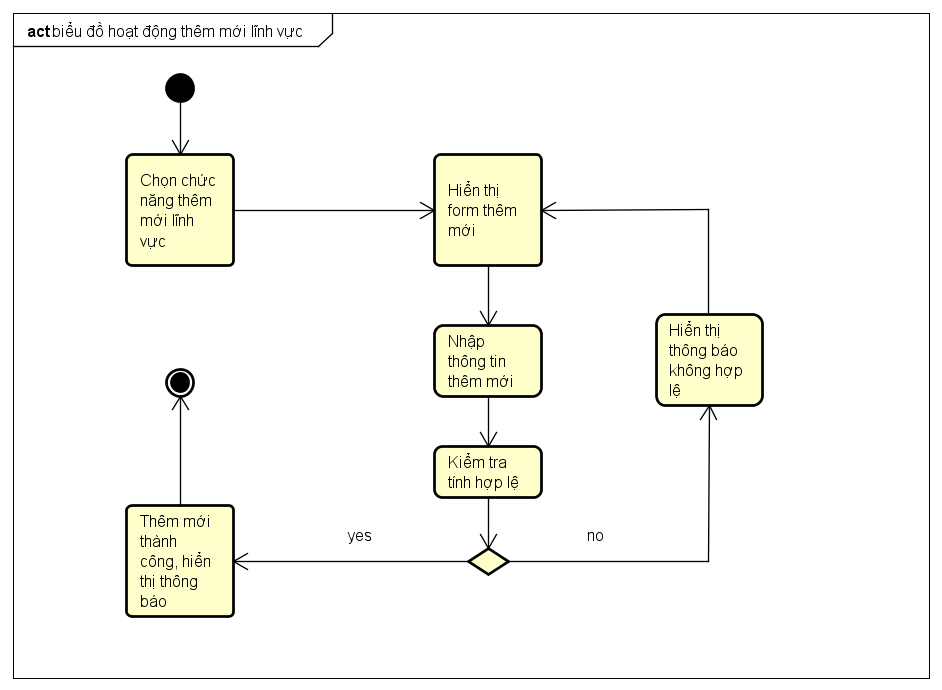 act biểu đồ hoạt động thêm mới lĩnh vực
Chọn chức
năng thêm
mới lĩnh
vực
Hiển thị
form thêm
mới
Nhập
thông tin
thêm mới
Hiển thị
thông báo
không hợp
lệ
Kiểm tra
tính hợp lệ
yes
no
Thêm mới
thành
công, hiển
thị thông
báo